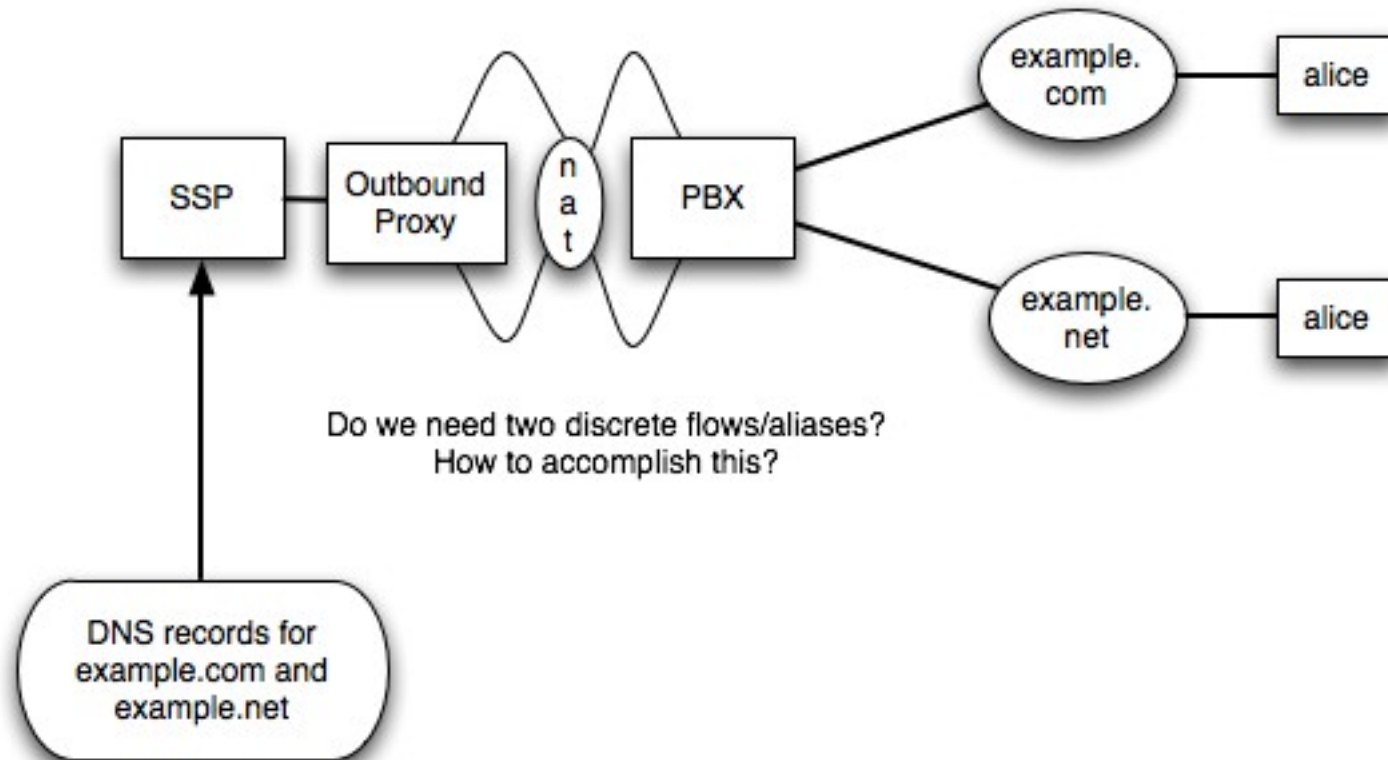 example.
com
alice
SSP
Outbound
Proxy
n
a
t
PBX
example.
net
alice
Do we need two discrete flows/aliases?
How to accomplish this?
DNS records for
example.com and
example.net